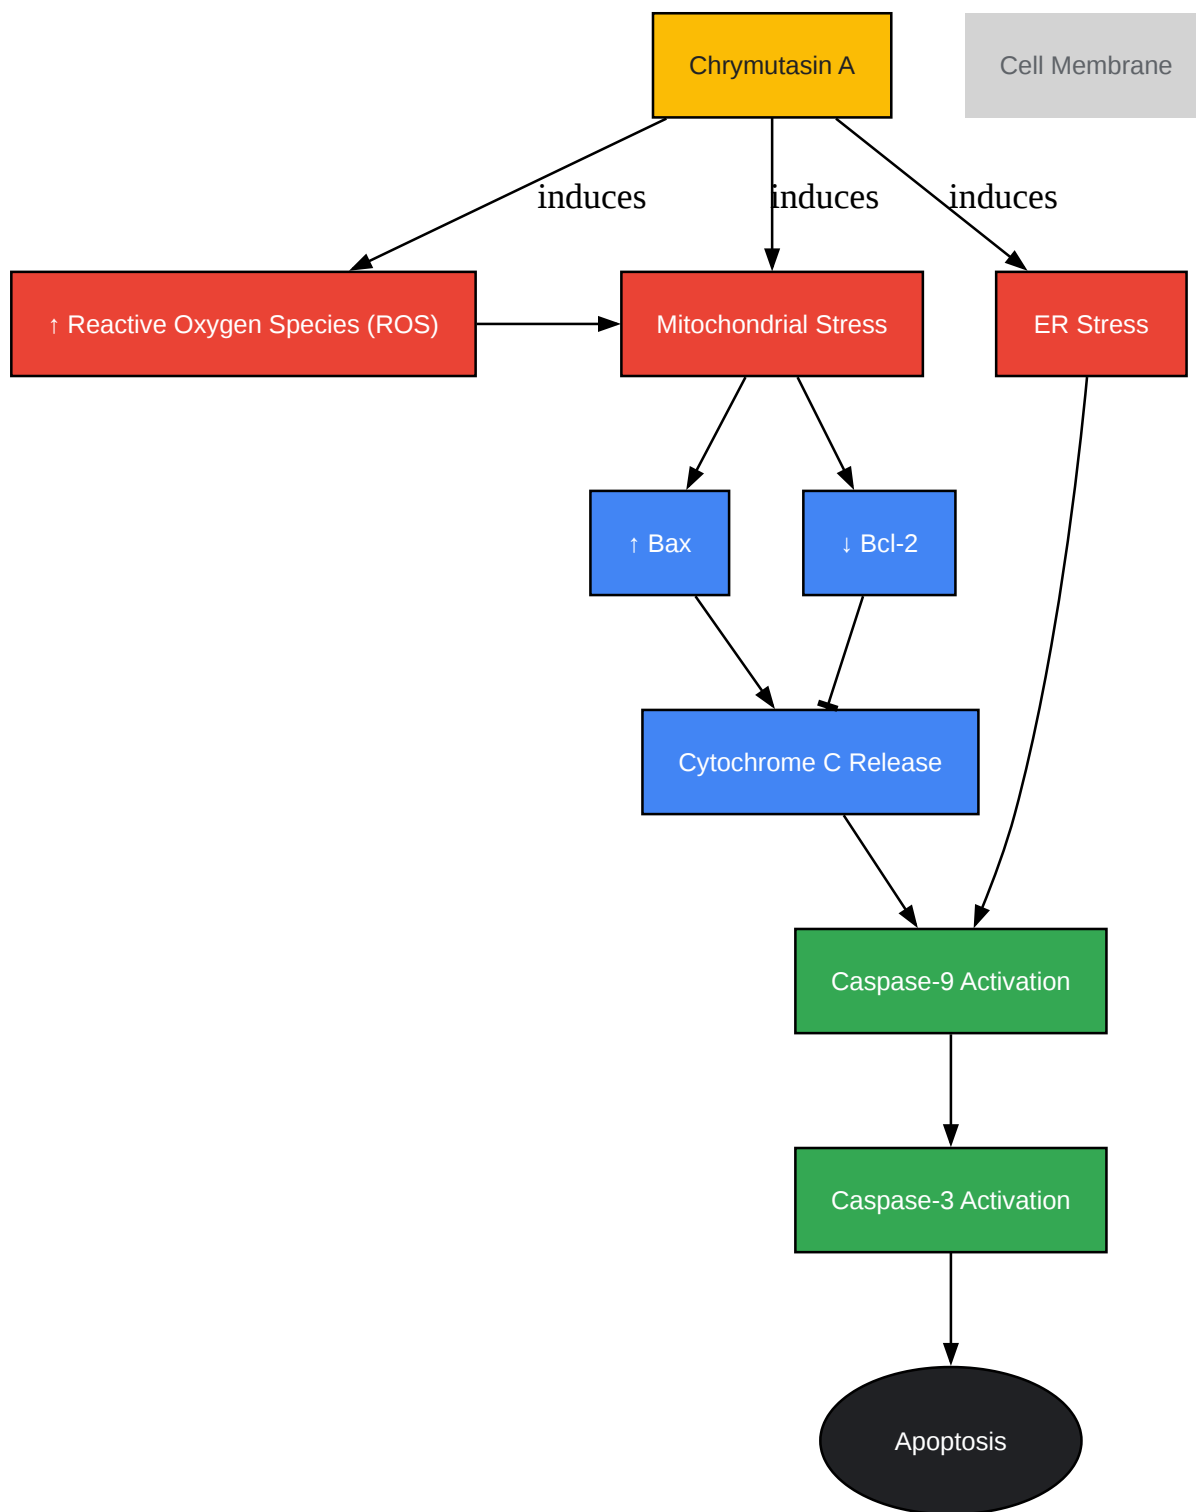 Chrymutasin A
Cell Membrane
induces
induces
induces
↑ Reactive Oxygen Species (ROS)
Mitochondrial Stress
ER Stress
↑ Bax
↓ Bcl-2
Cytochrome C Release
Caspase-9 Activation
Caspase-3 Activation
Apoptosis